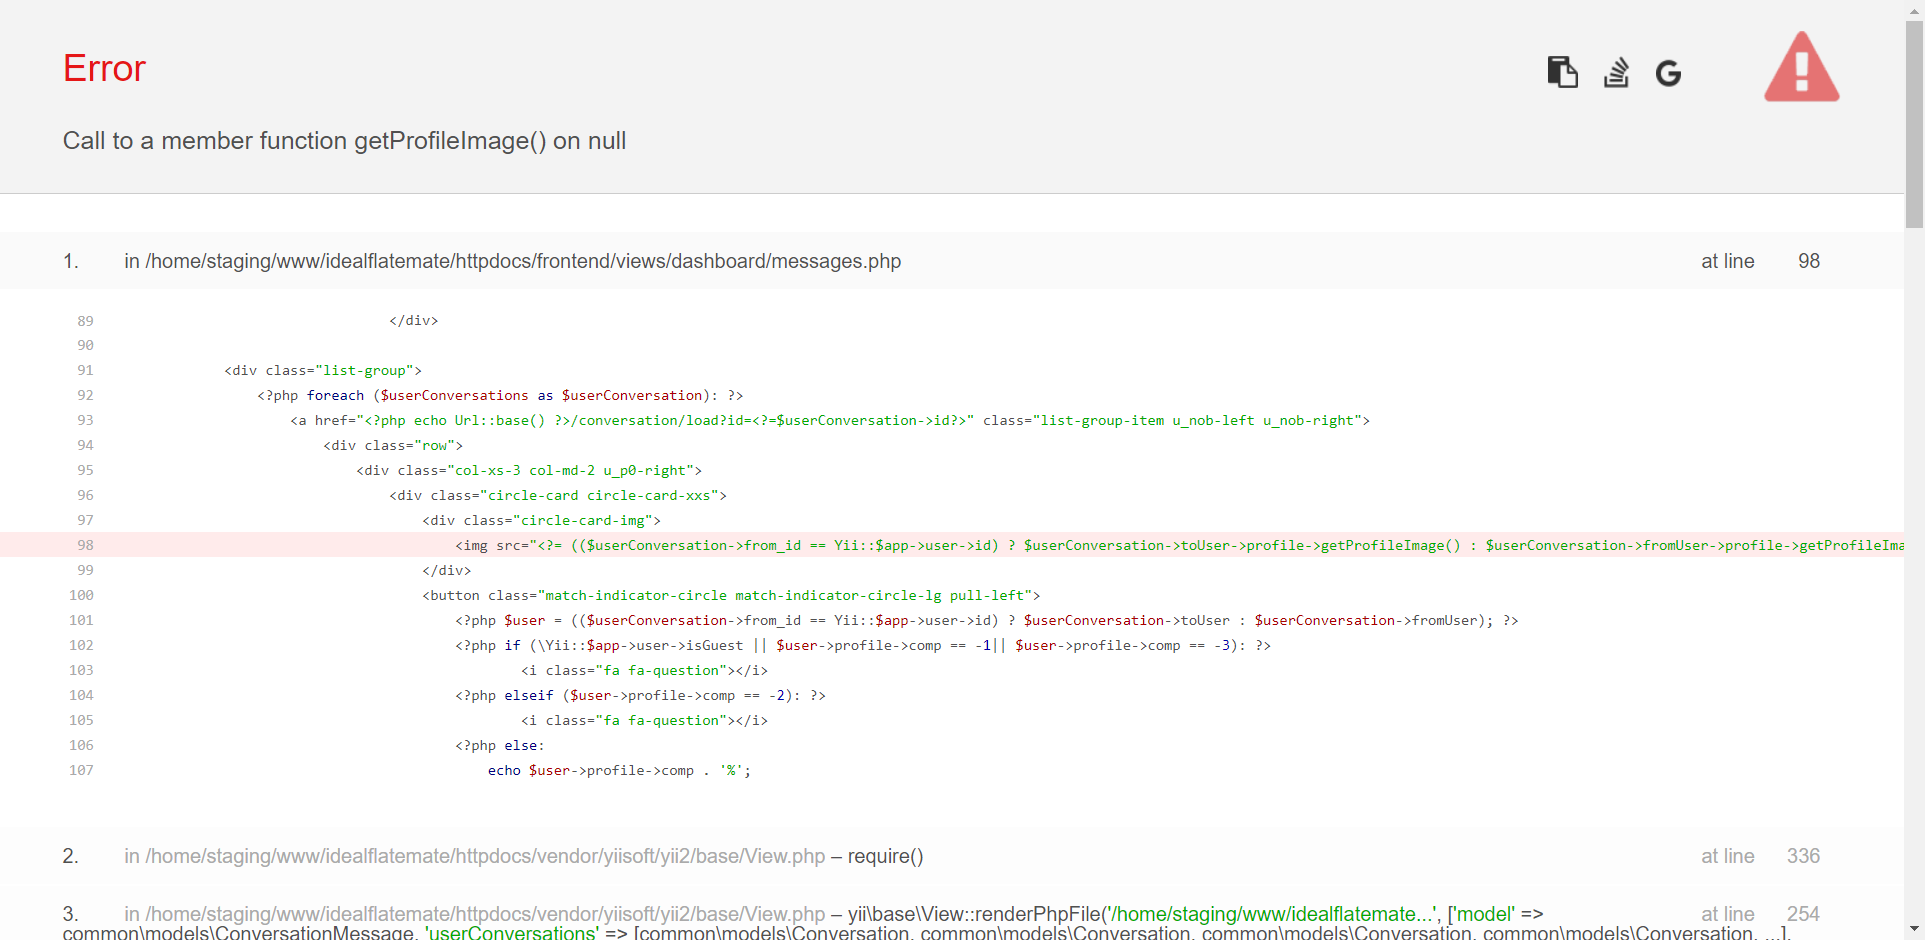 Error
Call to a member function getProfileImage() on null
1. in /home/staging/www/idealflatemate/httpdocs/frontend/views/dashboard/messages.php at line 98
89 </div>
90
91 <div class="list-group">
92 <?php foreach ($userConversations as $userConversation): ?>
93 <a href="<?php echo Url::base() ?>/conversation/load?id=<?=$userConversation->id?>" class="list-group-item u_nob-left u_nob-right">
94 <div class="row">
95 <div class="col-xs-3 col-md-2 u_p0-right">
96 <div class="circle-card circle-card-xxs">
97 <div class="circle-card-img">
98 <img src="<?= (($userConversation->from_id == Yii::$app->user->id) ? $userConversation->toUser->profile->getProfileImage() : $userConversation->fromUser->profile->getProfileIma
99 </div>
100 <button class="match-indicator-circle match-indicator-circle-lg pull-left">
101 <?php $user = (($userConversation->from_id == Yii::$app->user->id) ? $userConversation->toUser : $userConversation->fromUser); ?>
102 <?php if (\Yii::$app->user->isGuest || $user->profile->comp == -1|| $user->profile->comp == -3): ?>
103 <i class="fa fa-question"></i>
104 <?php elseif ($user->profile->comp == -2): ?>
105 <i class="fa fa-question"></i>
106 <?php else:
107 echo $user->profile->comp . '%';
2. in /home/staging/www/idealflatemate/httpdocs/vendor/yiisoft/yii2/base/View.php – require() at line 336
3. in /home/staging/www/idealflatemate/httpdocs/vendor/yiisoft/yii2/base/View.php – yii\base\View::renderPhpFile('/home/staging/www/idealflatemate...', ['model' => at line 254
common\models\ConversationMessage, 'userConversations' => [common\models\Conversation, common\models\Conversation, common\models\Conversation, common\models\Conversation, ...],